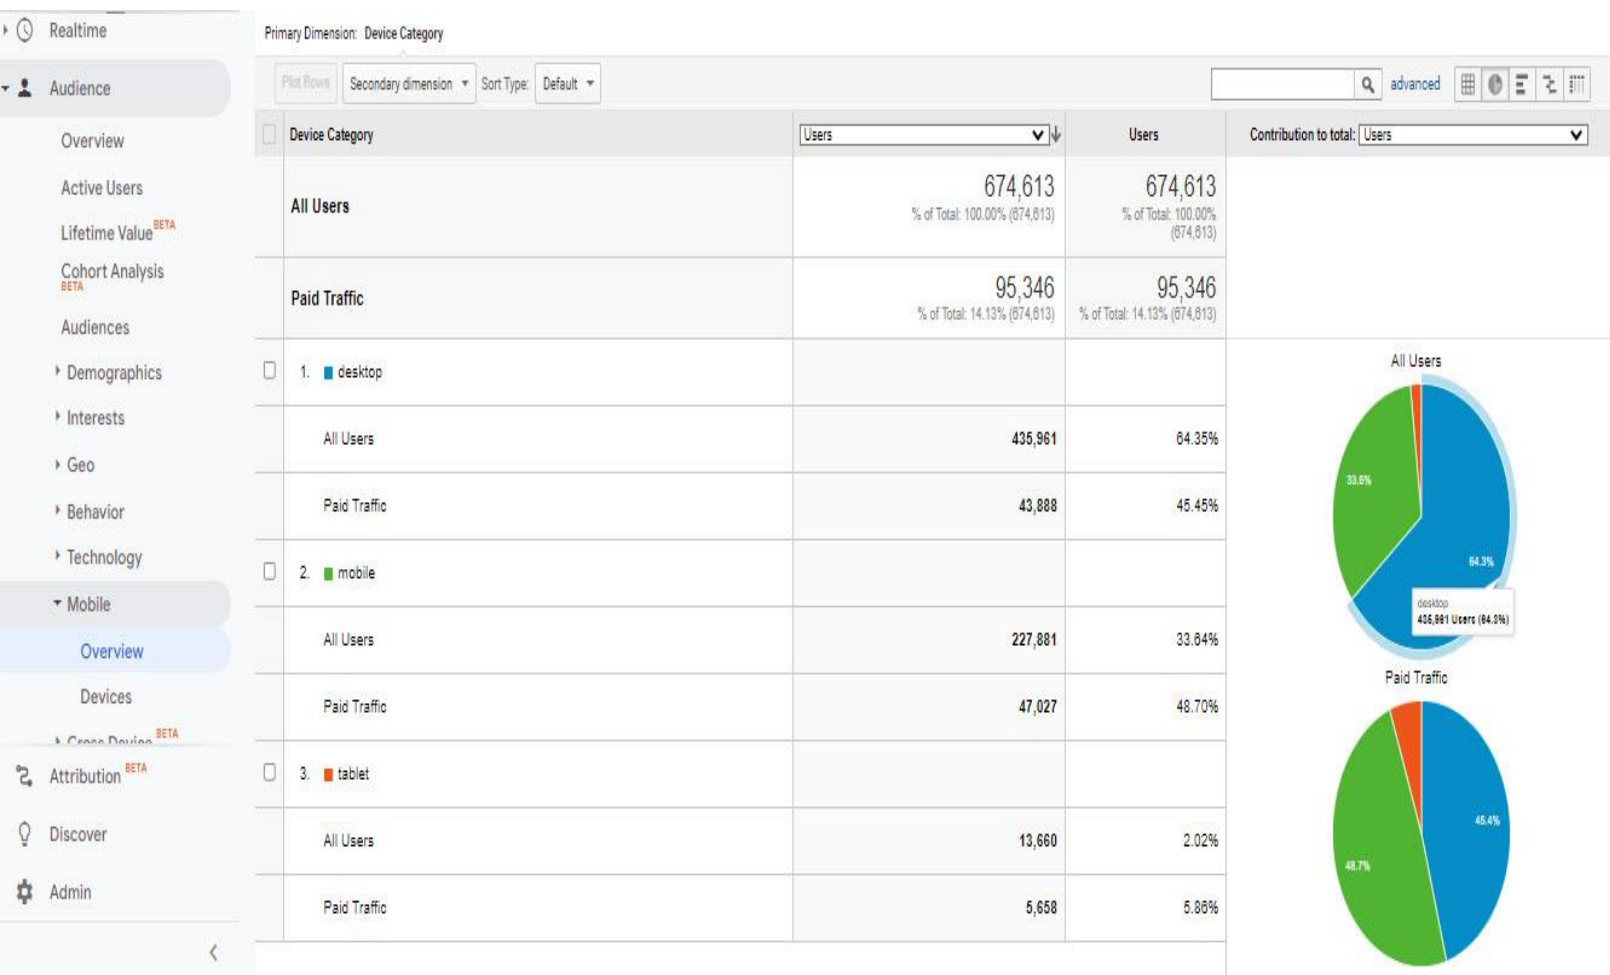 Realtime
Audience
Overview
Active Users
Lifetime Value BETA
Cohort Analysis
BETA
Audiences
Demographics
Interests
Geo
Behavior
Technology
Mobile
Overview
Devices
Cross Device BETA
Attribution BETA
Discover
Admin
Primary Dimension: Device Category
Plot Rows Secondary dimension Sort Type: Default advanced
Device Category Users Users Contribution to total: Users
All Users 674,613 674,613
% of Total: 100.00% (674,613) % of Total: 100.00%
(674,613)
Paid Traffic 95,346 95,346
% of Total: 14.13% (674,613) % of Total: 14.13% (674,613)
1. desktop
All Users 435,961 64.35%
Paid Traffic 43,888 45.45%
2. mobile
All Users 227,881 33.64%
Paid Traffic 47,027 48.70%
3. tablet
All Users 13,660 2.02%
Paid Traffic 5,658 5.86%
All Users
33.6%
64.3%
desktop
435,961 Users (64.3%)
Paid Traffic
45.4%
48.7%